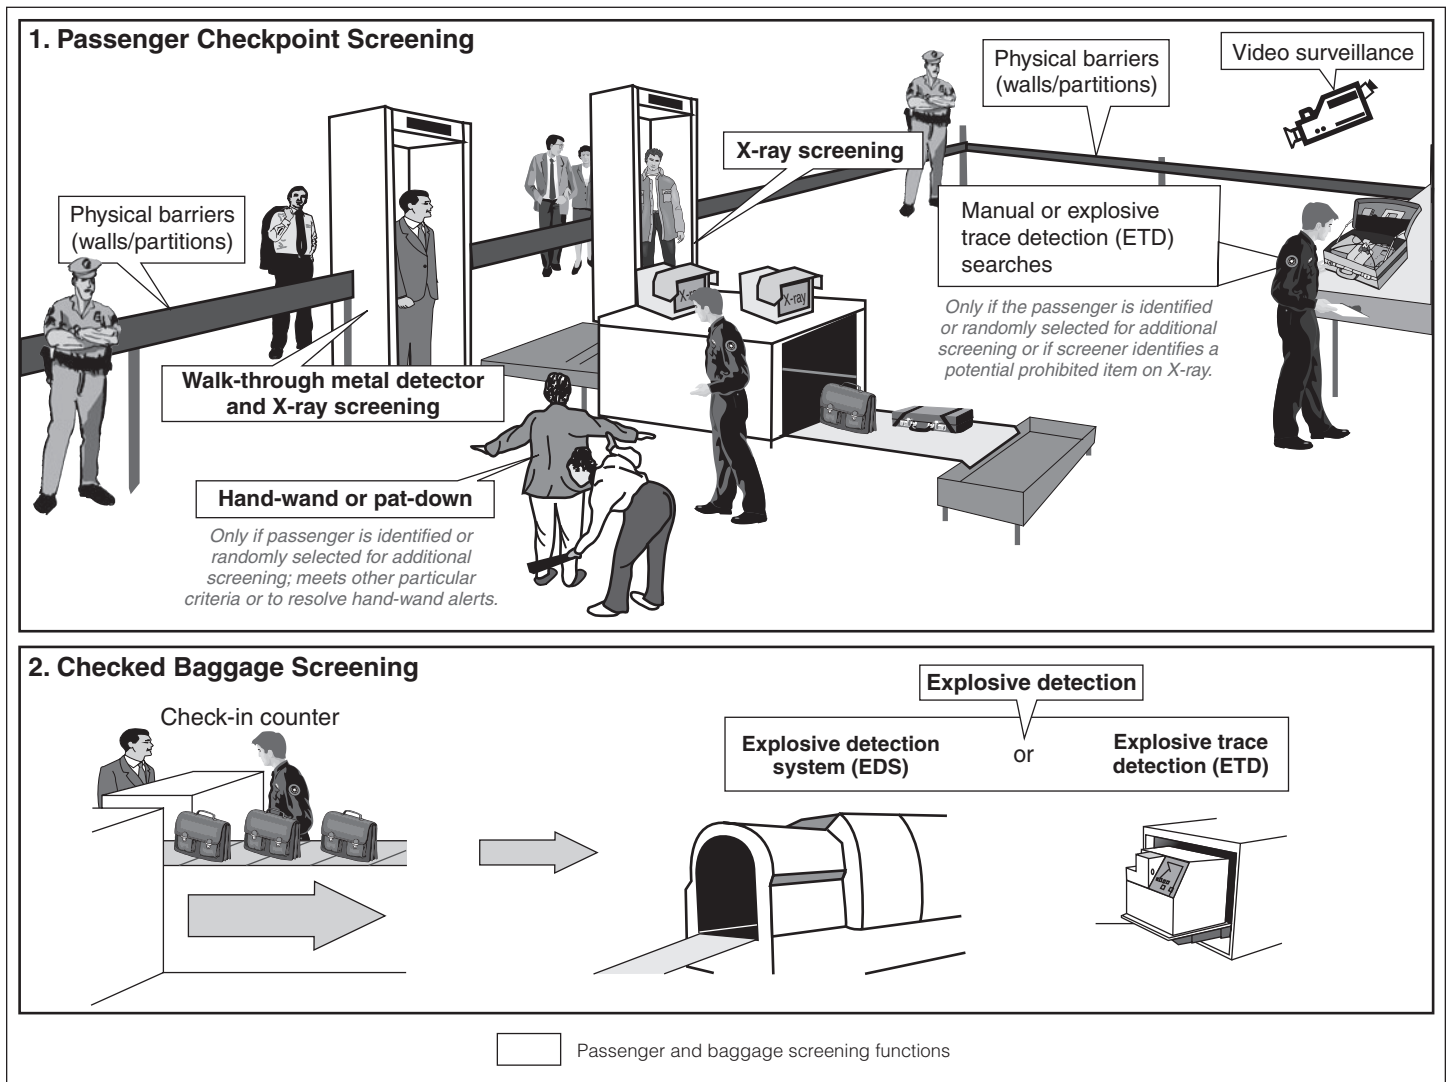 1. Passenger Checkpoint Screening
Physical barriers
(walls/partitions)
Video surveillance
X-ray screening
Physical barriers
(walls/partitions)
Manual or explosive
trace detection (ETD)
searches
Only if the passenger is identified
or randomly selected for additional
screening or if screener identifies a
potential prohibited item on X-ray.
X-ray
Walk-through metal detector
and X-ray screening
Hand-wand or pat-down
Only if passenger is identified or
randomly selected for additional
screening; meets other particular
criteria or to resolve hand-wand alerts.
2. Checked Baggage Screening
Check-in counter
Explosive detection
Explosive detection
system (EDS)
or
Explosive trace
detection (ETD)
Passenger and baggage screening functions